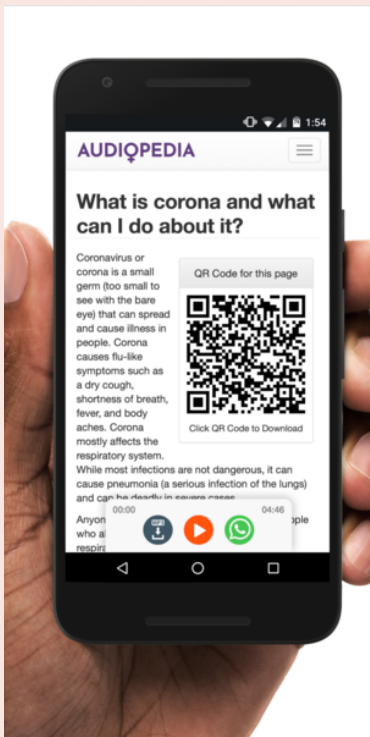 1:54
AUDIOPEDIA
What is corona and what
can I do about it?
Coronavirus or
corona is a small
germ (too small to
see with the bare
eye) that can spread
and cause illness in
people. Corona
causes flu-like
symptoms such as
a dry cough,
shortness of breath,
fever, and body
aches. Corona
mostly affects the
respiratory system.
QR Code for this page
Click QR Code to Download
While most infections
are not dangerous, it can
cause pneumonia (a serious infection of the lungs)
and can be deadly in severe cases
00:00
04:46
MP3
Anyon
ople
who al
respira